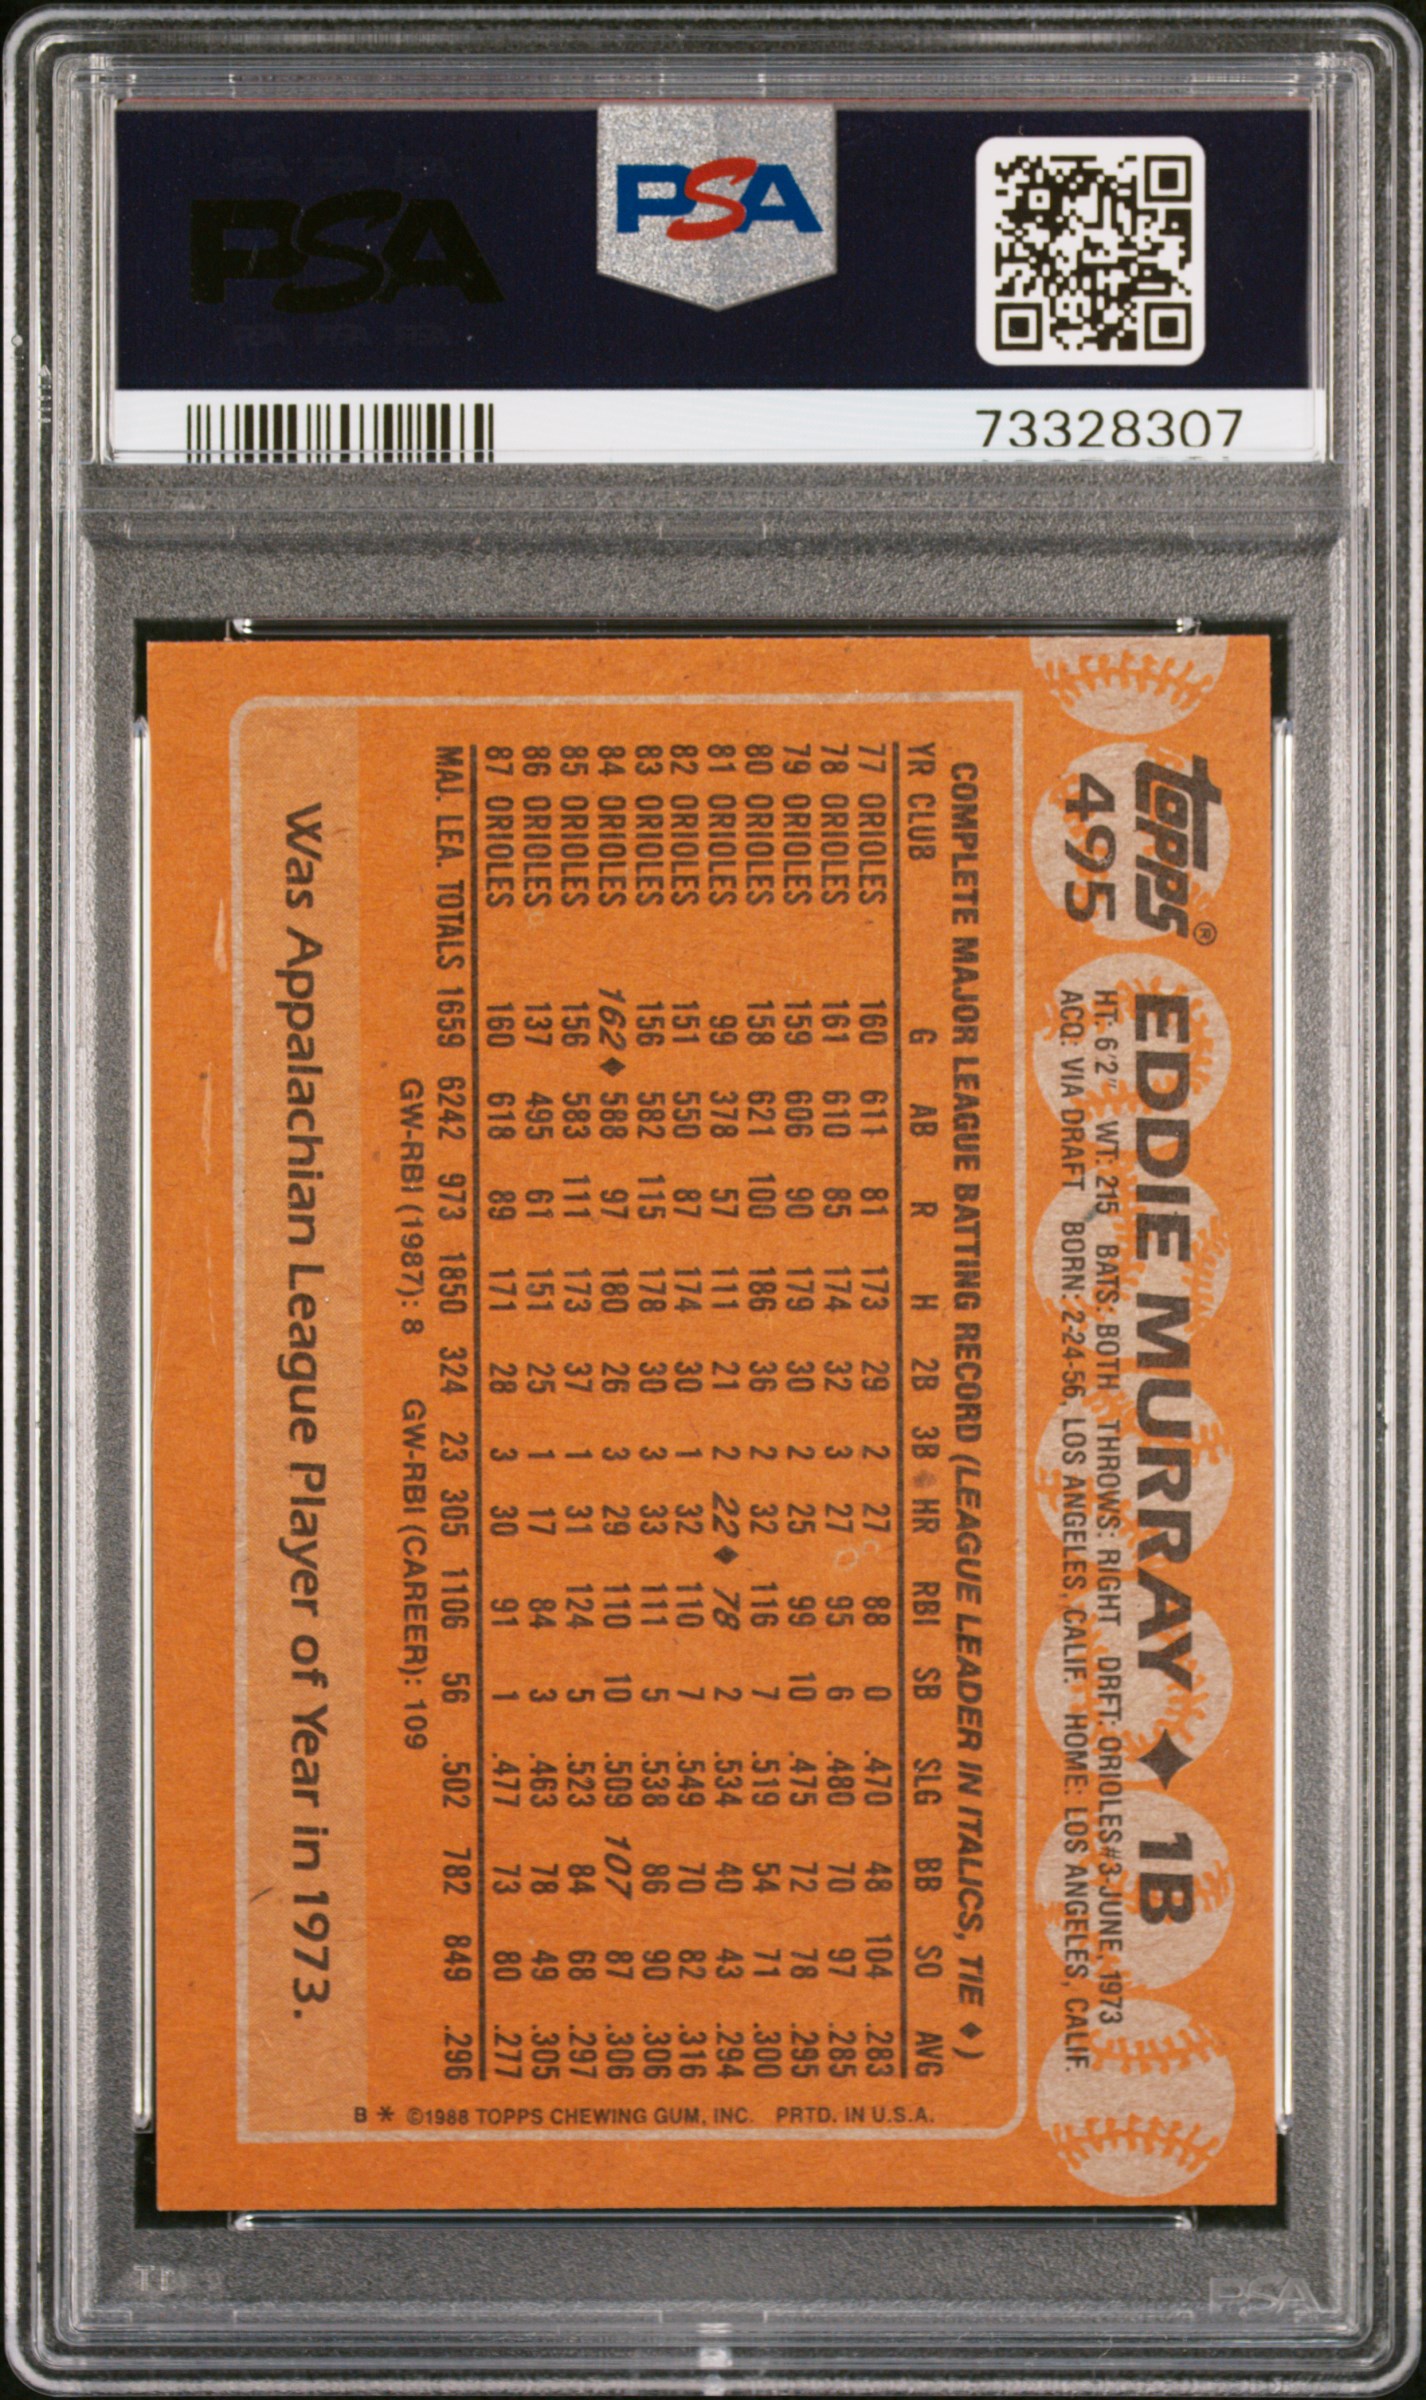 PSA
PSA
73328307
topps®
495
EDDIE MURRAY ♦ 1B
HT: 6'2" WT: 215 BATS: BOTH THROWS: RIGHT DRFT: ORIOLES #3-JUNE, 1973
ACQ: VIA DRAFT BORN: 2-24-56, LOS ANGELES, CALIF. HOME: LOS ANGELES, CALIF.
COMPLETE MAJOR LEAGUE BATTING RECORD (LEAGUE LEADER IN ITALICS, TIE ♦)
YR CLUB G AB R H 2B 3B HR RBI SB SLG BB SO AVG
77 ORIOLES 160 611 81 173 29 2 27 88 0 .470 48 104 .283
78 ORIOLES 161 610 85 174 32 3 27 95 6 .480 70 97 .285
79 ORIOLES 159 606 90 179 30 2 25 99 10 .475 72 78 .295
80 ORIOLES 158 621 100 186 36 2 32 116 7 .519 54 71 .300
81 ORIOLES 99 378 57 111 21 2 22♦ 78 2 .534 40 43 .294
82 ORIOLES 151 550 87 174 30 1 32 110 7 .549 70 82 .316
83 ORIOLES 156 582 115 178 30 3 33 111 5 .538 86 90 .306
84 ORIOLES 162♦ 588 97 180 26 3 29 110 10 .509 107 87 .306
85 ORIOLES 156 583 111 173 37 1 31 124 5 .523 84 68 .297
86 ORIOLES 137 495 61 151 25 1 17 84 3 .463 78 49 .305
87 ORIOLES 160 618 89 171 28 3 30 91 1 .477 73 80 .277
MAJ. LEA. TOTALS 1659 6242 973 1850 324 23 305 1106 56 .502 782 849 .296
GW-RBI (1987): 8 GW-RBI (CAREER): 109
Was Appalachian League Player of Year in 1973.
B * ©1988 TOPPS CHEWING GUM, INC. PRTD. IN U.S.A.
PSA